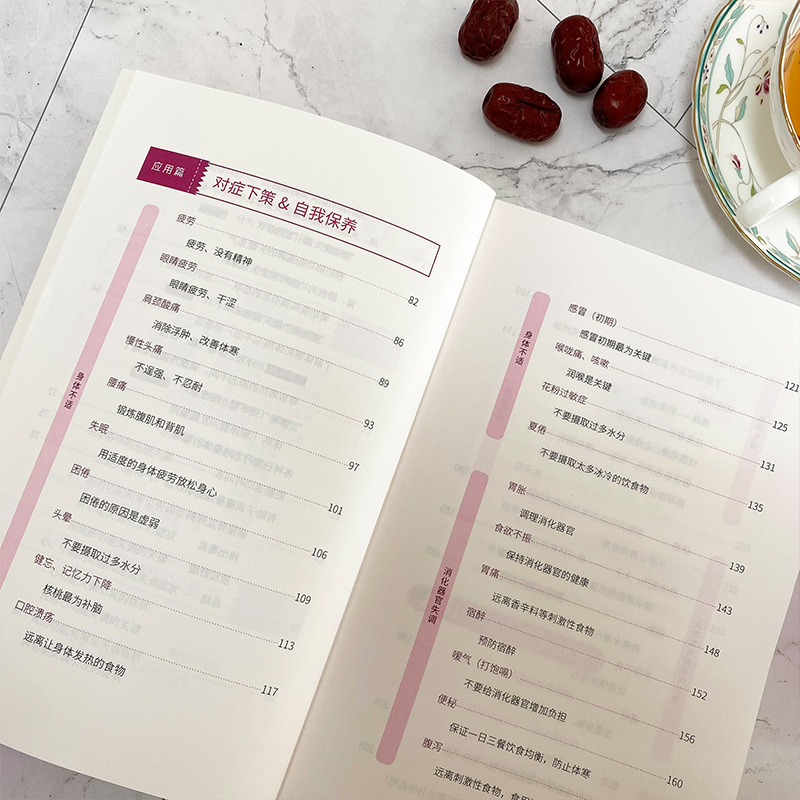 应用篇
对症下策 & 自我保养
身体不适
疲劳
疲劳、没有精神 82
眼睛疲劳
眼睛疲劳、干涩 86
肩颈酸痛
消除浮肿、改善体寒 89
慢性头痛
不逞强、不忍耐 93
腰痛
锻炼腹肌和背肌 97
失眠
用适度的身体疲劳放松身心 101
困倦
困倦的原因是虚弱 106
头晕
不要摄取过多水分 109
健忘、记忆力下降
核桃最为补脑 113
口腔溃疡
远离让身体发热的食物 117
身体不适
感冒（初期）
感冒初期最为关键 121
喉咙痛、咳嗽
润喉是关键 125
花粉过敏症
不要摄取过多水分 131
夏倦
不要摄取太多冰冷的饮食物 135
消化器官失调
胃胀
调理消化器官 139
食欲不振
保持消化器官的健康 143
胃痛
远离香辛料等刺激性食物 148
宿醉
预防宿醉 152
嗳气（打饱嗝）
不要给消化器官增加负担 156
便秘
保证一日三餐饮食均衡，防止体寒 160
腹泻
远离刺激性食物，食用